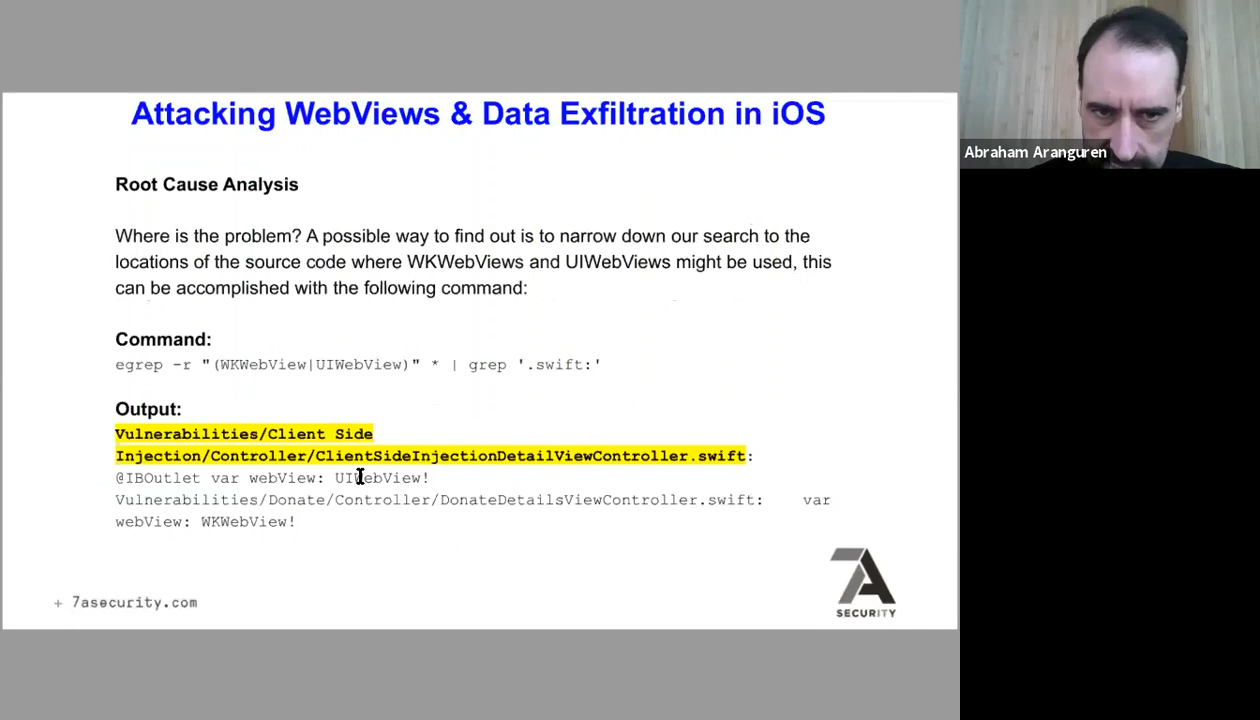 Attacking WebViews & Data Exfiltration in iOS
Root Cause Analysis
Where is the problem? A possible way to find out is to narrow down our search to the
locations of the source code where WKWebViews and UIWebViews might be used, this
can be accomplished with the following command:
Command:
egrep -r "(WKWebView|UIWebView)" * | grep '.swift:'
Output:
Vulnerabilities/Client Side
Injection/Controller/ClientSideInjectionDetailViewController.swift:
@IBOutlet var webView: UIWebView!
Vulnerabilities/Donate/Controller/DonateDetailsViewController.swift: var
webView: WKWebView!
+ 7asecurity.com
7A
SECURITY
Abraham Aranguren